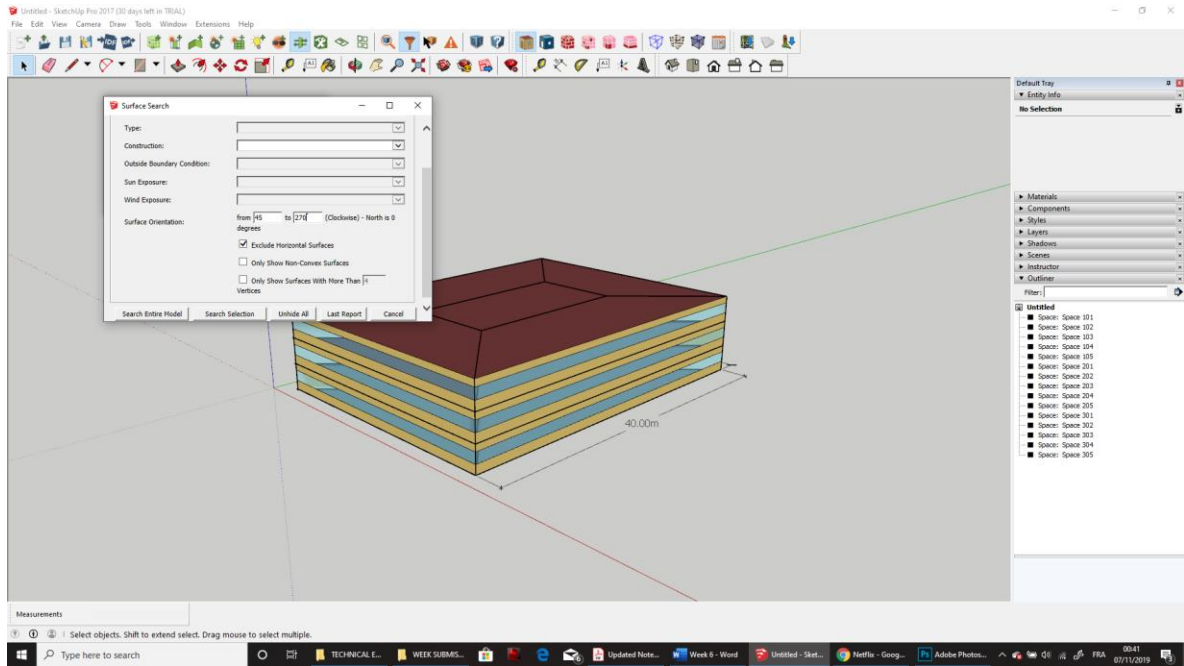 Untitled - SketchUp Pro 2017 (30 days left in TRIAL)
File Edit View Camera Draw Tools Window Extensions Help
Surface Search
Type:
Construction:
Outside Boundary Condition:
Sun Exposure:
Wind Exposure:
Surface Orientation:
from 45 to 270 (Clockwise) - North is 0
degrees
Exclude Horizontal Surfaces
Only Show Non-Convex Surfaces
Only Show Surfaces With More Than 4
Vertices
Search Entire Model Search Selection Unhide All Last Report Cancel
40.00m
Default Tray
Entity Info
No Selection
Materials
Components
Styles
Layers
Shadows
Scenes
Instructor
Outliner
Filter:
Untitled
Space: Space 101
Space: Space 102
Space: Space 103
Space: Space 104
Space: Space 105
Space: Space 201
Space: Space 202
Space: Space 203
Space: Space 204
Space: Space 205
Space: Space 301
Space: Space 302
Space: Space 303
Space: Space 304
Space: Space 305
Measurements
Select objects. Shift to extend select. Drag mouse to select multiple.
Type here to search
TECHNICAL E... WEEK SUBMIS... Updated Note... Week 6 - Word Untitled - Sket... Netflix - Goog... Adobe Photos... FRA 00:41
07/11/2019